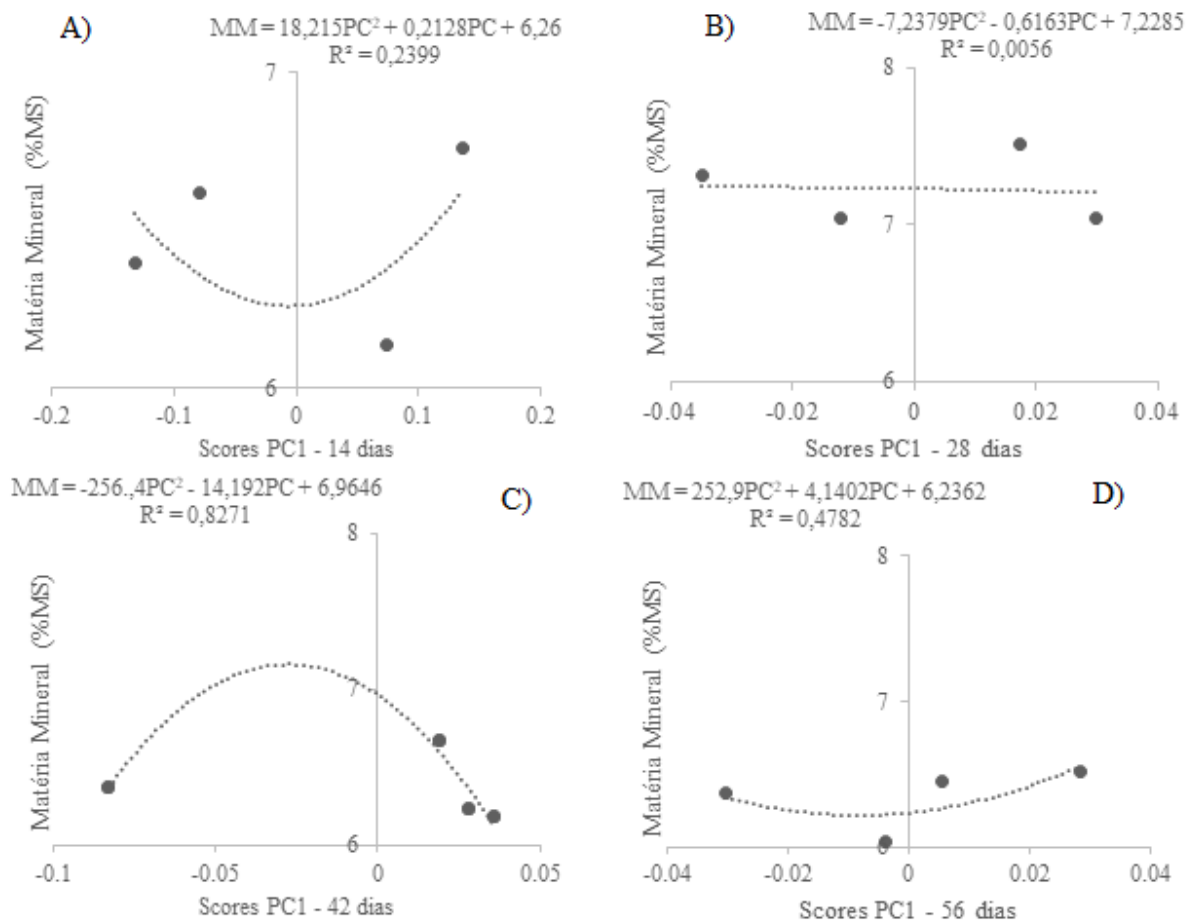 A)
MM = 18,215PC² + 0,2128PC + 6,26
R² = 0,2399
7
Matéria Mineral (%MS)
6
-0.2 -0.1 0 0.1 0.2
Scores PC1 - 14 dias
B)
MM = -7,2379PC² - 0,6163PC + 7,2285
R² = 0,0056
8
Matéria Mineral (%MS)
7
6
-0.04 -0.02 0 0.02 0.04
Scores PC1 - 28 dias
MM = -256.,4PC² - 14,192PC + 6,9646
R² = 0,8271
C)
8
Matéria Mineral (%MS)
7
6
-0.1 -0.05 0 0.05
Scores PC1 - 42 dias
MM = 252,9PC² + 4,1402PC + 6,2362
R² = 0,4782
D)
8
Matéria Mineral (%MS)
7
6
-0.04 -0.02 0 0.02 0.04
Scores PC1 - 56 dias